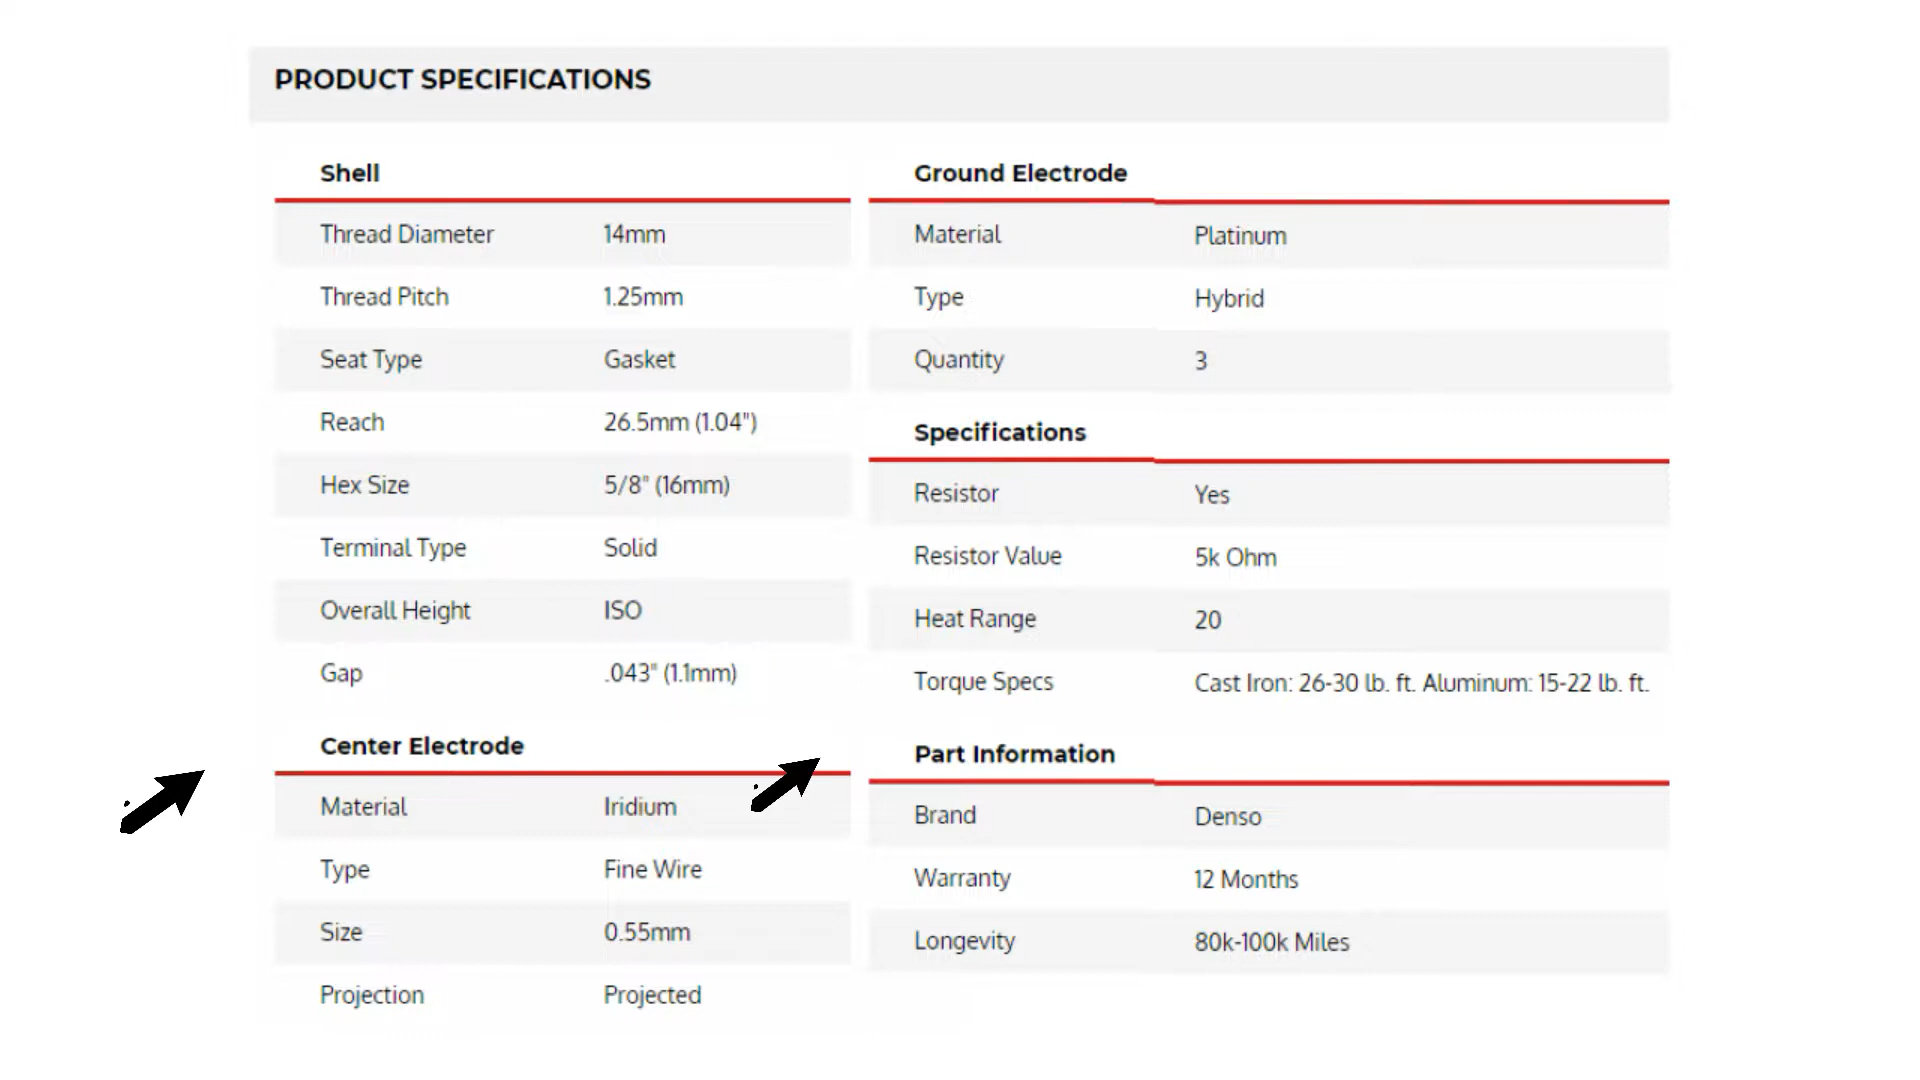 PRODUCT SPECIFICATIONS
Shell
Thread Diameter 14mm
Thread Pitch 1.25mm
Seat Type Gasket
Reach 26.5mm (1.04")
Hex Size 5/8" (16mm)
Terminal Type Solid
Overall Height ISO
Gap .043" (1.1mm)
Center Electrode
Material Iridium
Type Fine Wire
Size 0.55mm
Projection Projected
Ground Electrode
Material Platinum
Type Hybrid
Quantity 3
Specifications
Resistor Yes
Resistor Value 5k Ohm
Heat Range 20
Torque Specs Cast Iron: 26-30 lb. ft. Aluminum: 15-22 lb. ft.
Part Information
Brand Denso
Warranty 12 Months
Longevity 80k-100k Miles